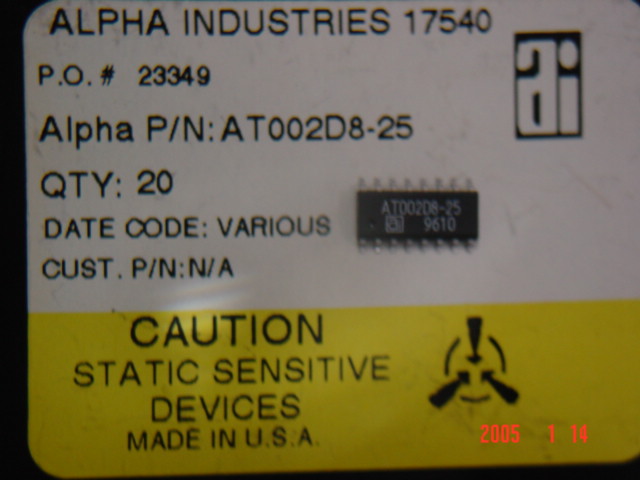 ALPHA INDUSTRIES 17540
P.O. # 23349
Alpha P/N: AT002D8-25
QTY: 20
DATE CODE: VARIOUS
CUST. P/N:N/A
AT002D8-25
9610
CAUTION
STATIC SENSITIVE
DEVICES
MADE IN U.S.A.
2005 1 14